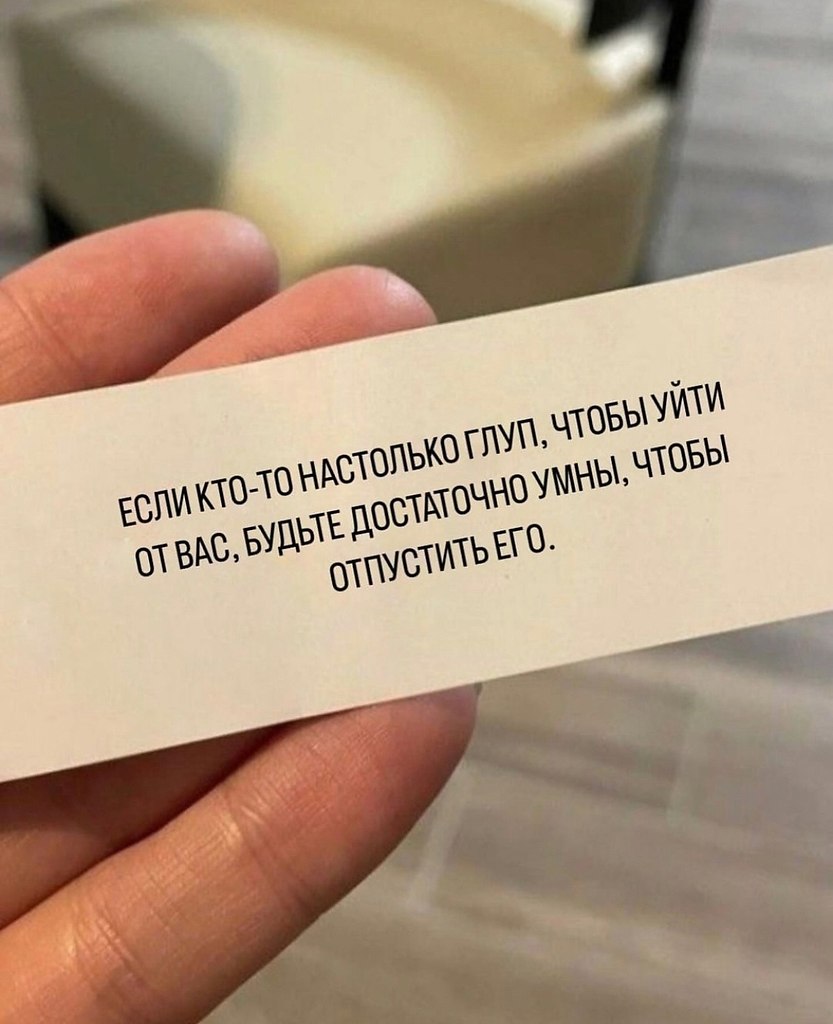 ЕСЛИ КТО-ТО НАСТОЛЬКО ГЛУП, ЧТОБЫ УЙТИ
ОТ ВАС, БУДЬТЕ ДОСТАТОЧНО УМНЫ, ЧТОБЫ
ОТПУСТИТЬ ЕГО.